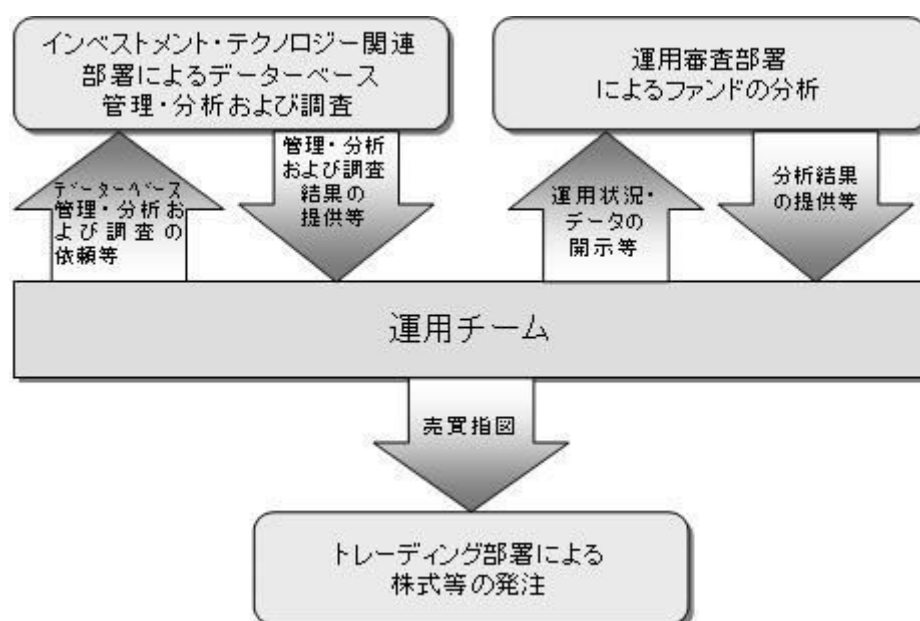 インベストメント・テクノロジー関連
部署によるデーターベース
管理・分析および調査
運用審査部署
によるファンドの分析
データーベース
管理・分析お
よび調査の
依頼等
管理・分析
および調査
結果の
提供等
運用状況・
データの
開示等
分析結果
の提供等
運用チーム
売買指図
トレーディング部署による
株式等の発注